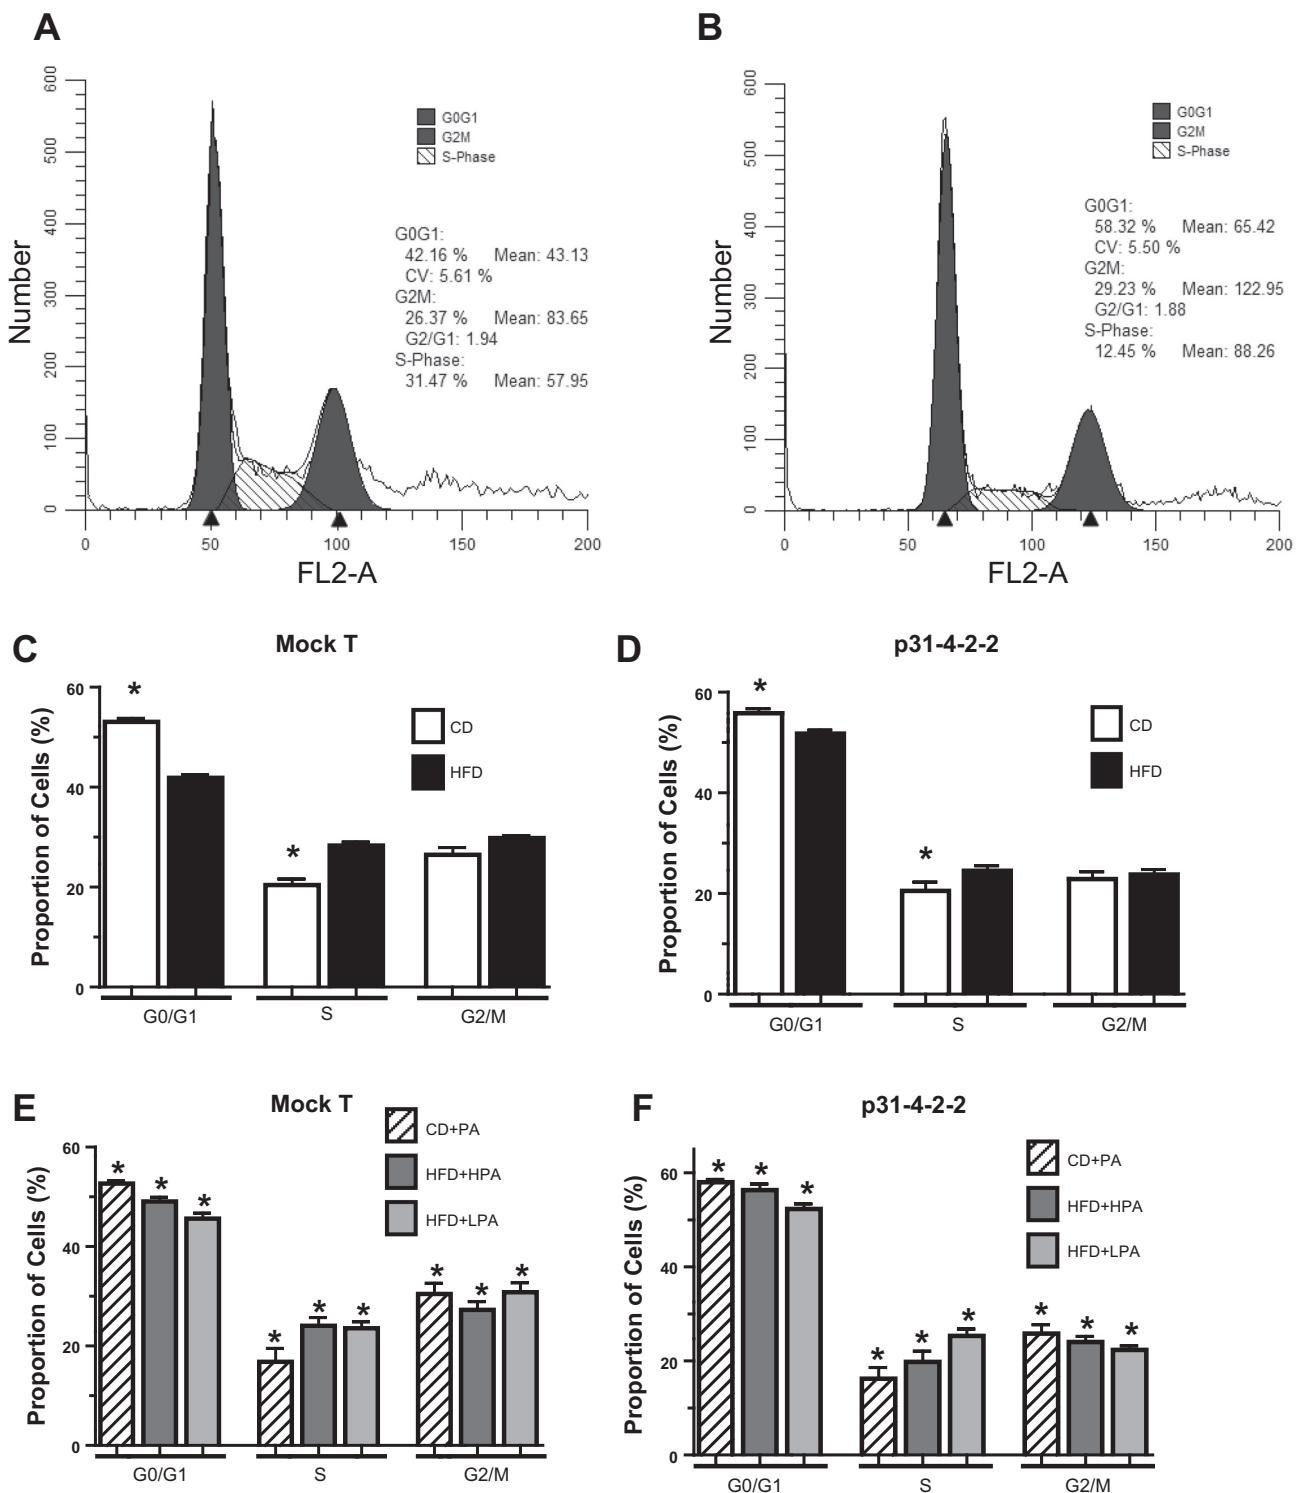 A
600
500
400
300
200
100
0
Number
G0G1
G2M
S-Phase
G0G1:
42.16 % Mean: 43.13
CV: 5.61 %
G2M:
26.37 % Mean: 83.65
G2/G1: 1.94
S-Phase:
31.47 % Mean: 57.95
0 50 100 150 200
FL2-A
B
600
500
400
300
200
100
0
Number
G0G1
G2M
S-Phase
G0G1:
58.32 % Mean: 65.42
CV: 5.50 %
G2M:
29.23 % Mean: 122.95
G2/G1: 1.88
S-Phase:
12.45 % Mean: 88.26
0 50 100 150 200
FL2-A
C
Mock T
Proportion of Cells (%)
60
40
20
0
*
*
CD
HFD
G0/G1 S G2/M
D
p31-4-2-2
Proportion of Cells (%)
60
40
20
0
*
*
CD
HFD
G0/G1 S G2/M
E
Mock T
Proportion of Cells (%)
60
40
20
0
* * *
* * *
* * *
CD+PA
HFD+HPA
HFD+LPA
G0/G1 S G2/M
F
p31-4-2-2
Proportion of Cells (%)
60
40
20
0
* * *
* * *
* * *
CD+PA
HFD+HPA
HFD+LPA
G0/G1 S G2/M